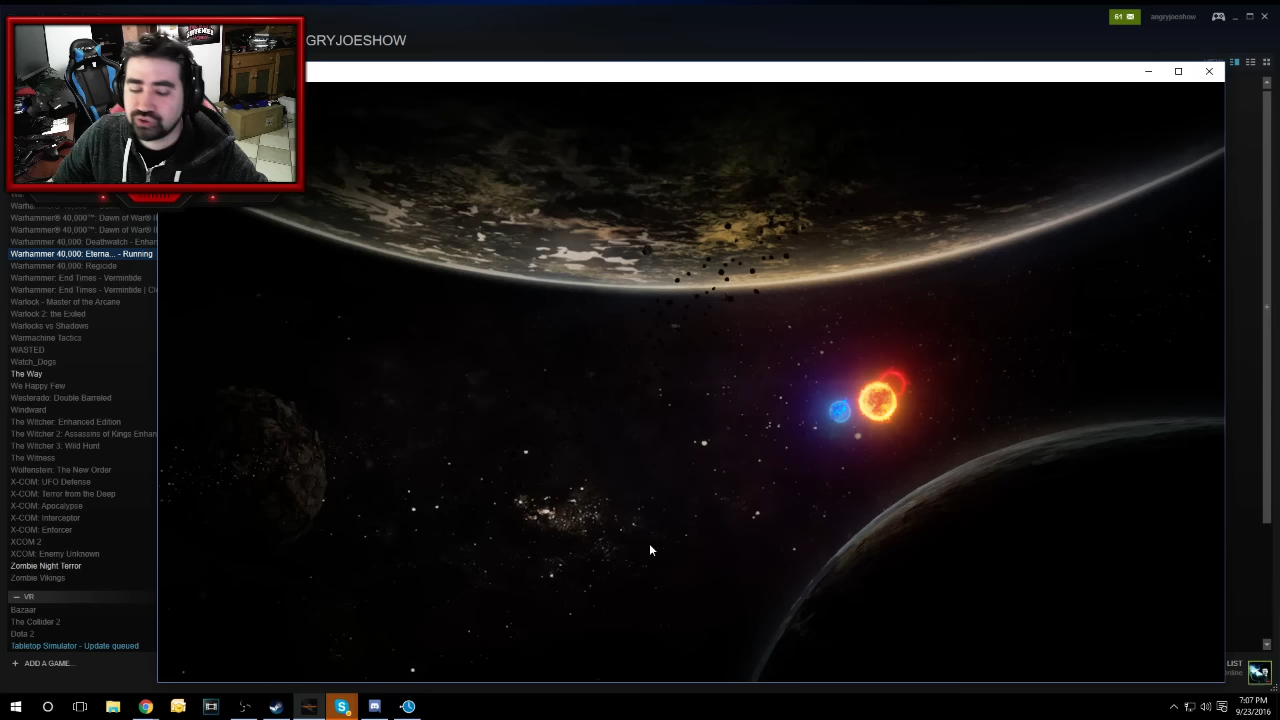 61
angryjoeshow
GRYJOESHOW
Warhammer® 40,000™: Dawn of War® II
Warhammer® 40,000™: Dawn of War® II
Warhammer 40,000: Deathwatch - Enhan
Warhammer 40,000: Eterna... - Running
Warhammer 40,000: Regicide
Warhammer: End Times - Vermintide
Warhammer: End Times - Vermintide | Cl
Warlock - Master of the Arcane
Warlock 2: the Exiled
Warlocks vs Shadows
Warmachine Tactics
WASTED
Watch_Dogs
The Way
We Happy Few
Westerado: Double Barreled
Windward
The Witcher: Enhanced Edition
The Witcher 2: Assassins of Kings Enhan
The Witcher 3: Wild Hunt
The Witness
Wolfenstein: The New Order
X-COM: UFO Defense
X-COM: Terror from the Deep
X-COM: Apocalypse
X-COM: Interceptor
X-COM: Enforcer
XCOM 2
XCOM: Enemy Unknown
Zombie Night Terror
Zombie Vikings
VR
Bazaar
The Collider 2
Dota 2
Tabletop Simulator - Update queued
+ ADD A GAME...
LIST
nline
7:07 PM
9/23/2016